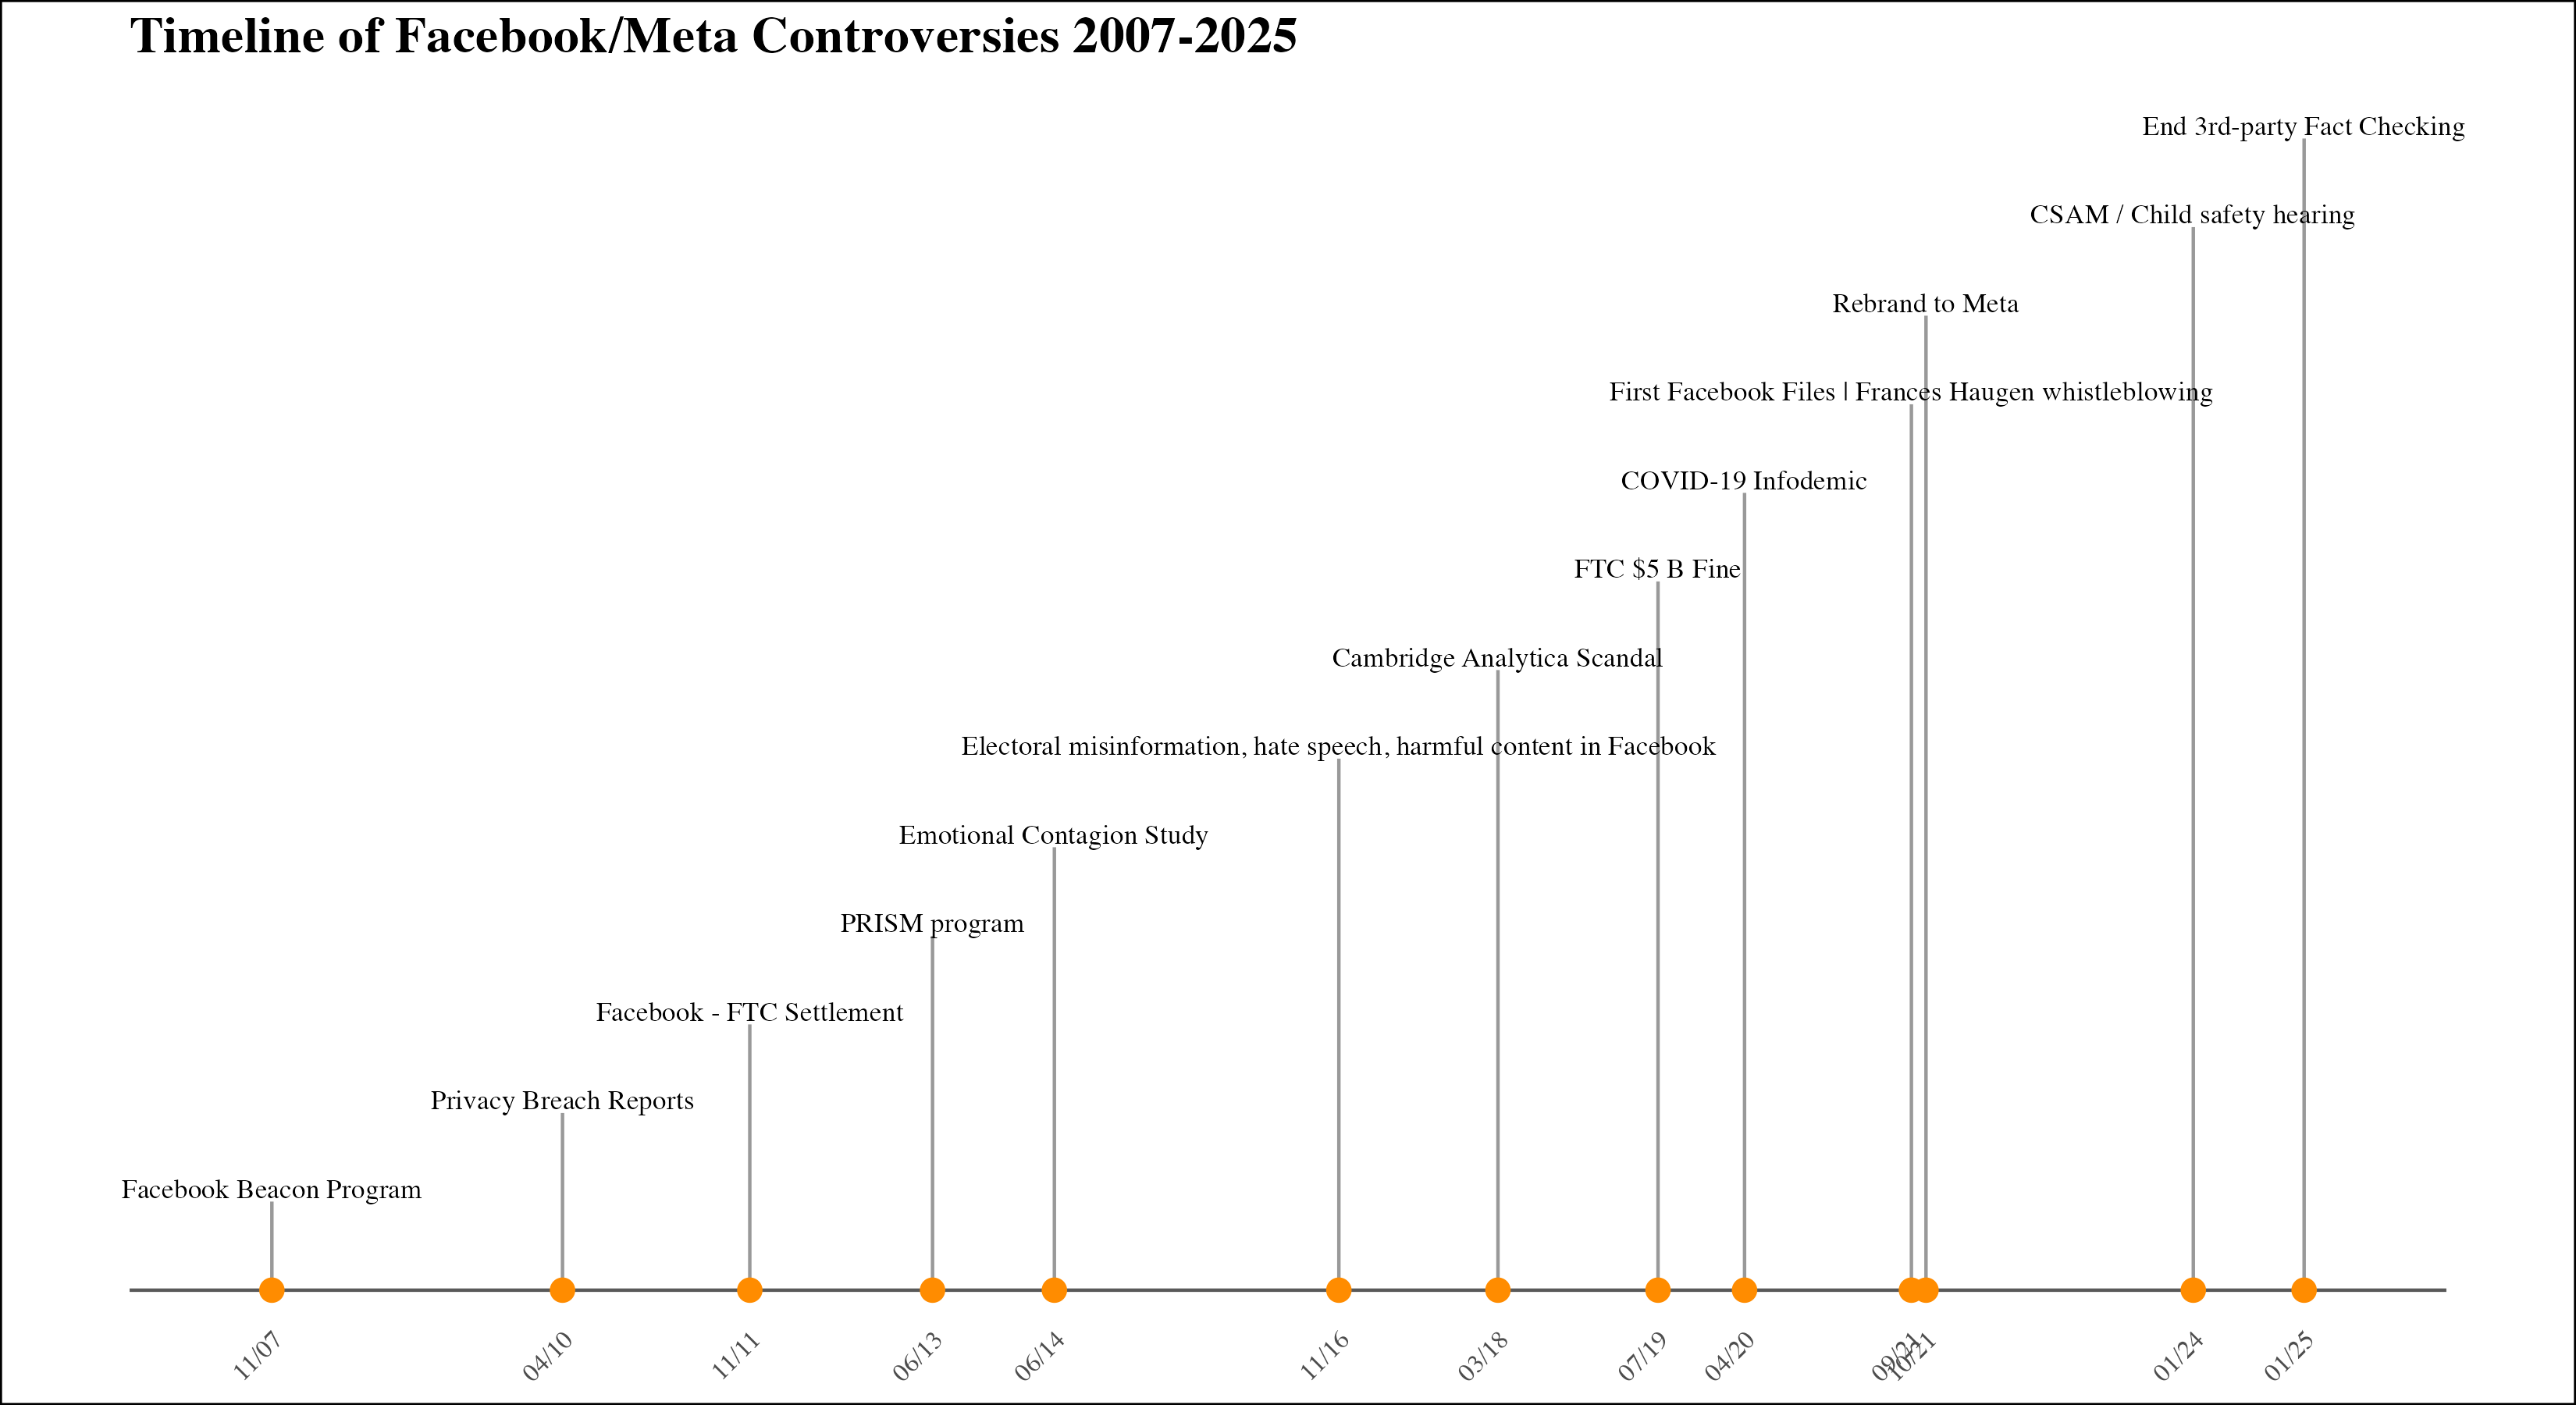 Timeline of Facebook/Meta Controversies 2007-2025
End 3rd-party Fact Checking
CSAM / Child safety hearing
Rebrand to Meta
First Facebook Files | Frances Haugen whistleblowing
COVID-19 Infodemic
FTC $5 B Fine
Cambridge Analytica Scandal
Electoral misinformation, hate speech, harmful content in Facebook
Emotional Contagion Study
PRISM program
Facebook - FTC Settlement
Privacy Breach Reports
Facebook Beacon Program
11/07
04/10
11/11
06/13
06/14
11/16
03/18
07/19
04/20
09/21
10/21
01/24
01/25